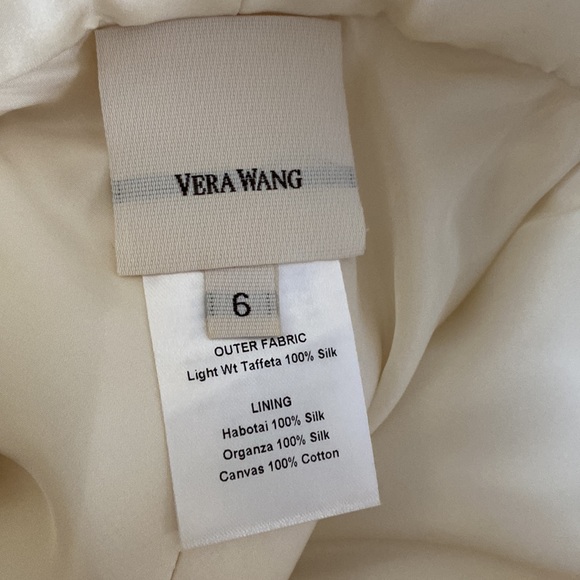 VERA WANG
6
OUTER FABRIC
Light Wt Taffeta 100% Silk
LINING
Habotai 100% Silk
Organza 100% Silk
Canvas 100% Cotton